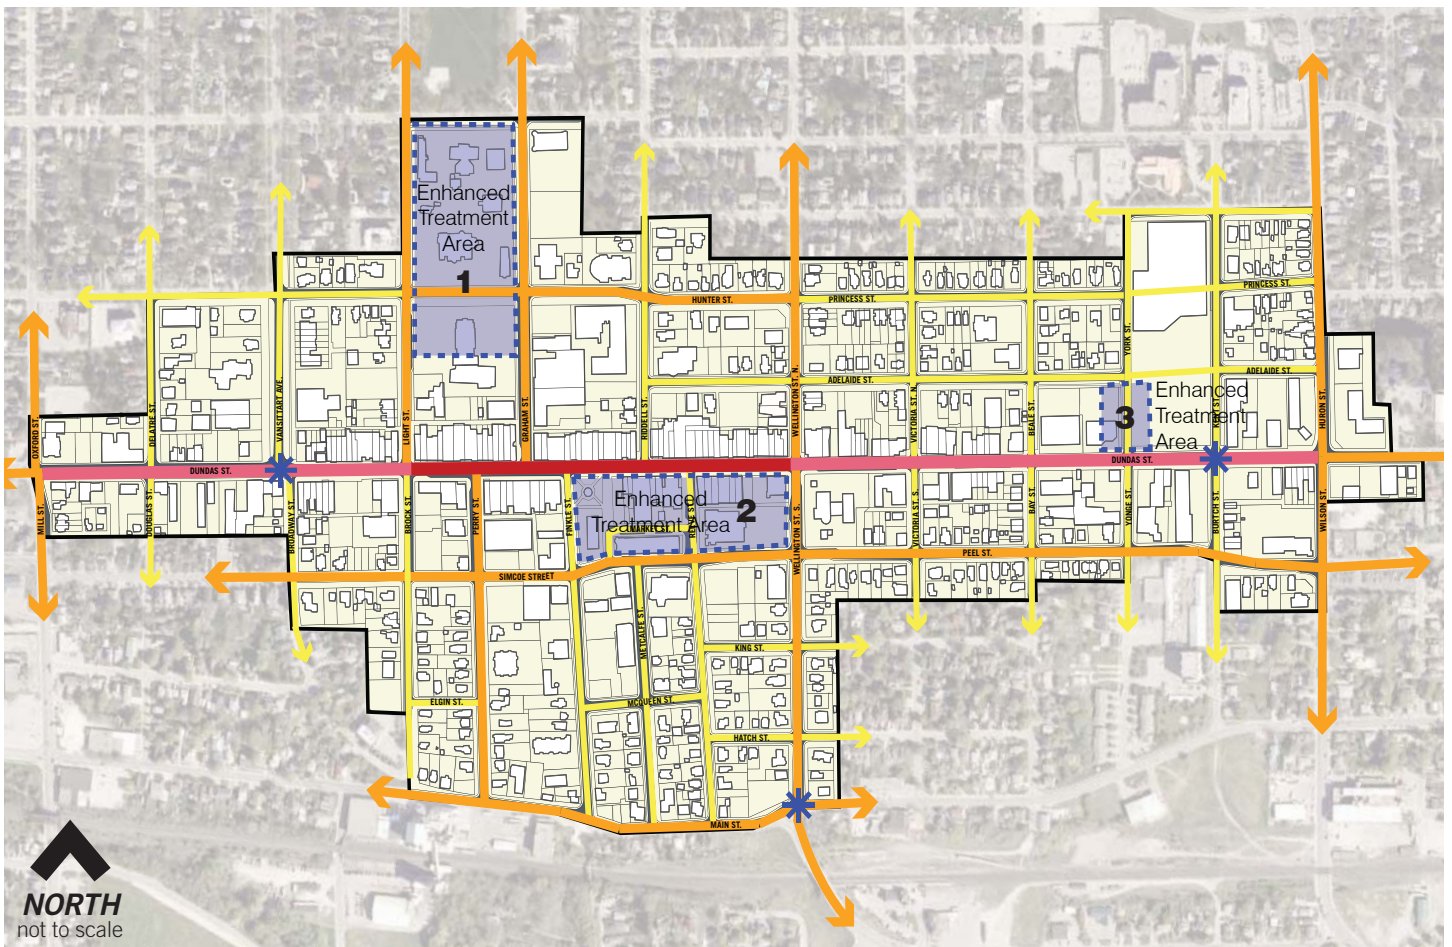 Enhanced
Treatment
Area
1
HUNTER ST.
PRINCESS ST.
PRINCESS ST.
YORK ST.
ADELAIDE ST.
ADELAIDE ST.
Enhanced
Treatment
Area
3
OXFORD ST.
DELATRE ST.
VANSITTART AVE.
LIGHT ST.
GRAHAM ST.
RIDDELL ST.
WELLINGTON ST. N.
VICTORIA ST. N.
BEALE ST.
HURON ST.
DUNDAS ST.
DUNDAS ST.
Enhanced
Treatment Area
2
MARKET ST.
MILL ST.
DOUGLAS ST.
BROADWAY ST.
BROCK ST.
PERRY ST.
FINKLE ST.
WELLINGTON ST. S.
VICTORIA ST. S.
BAY ST.
YONGE ST.
BURTCH ST.
WILSON ST.
PEEL ST.
SIMCOE STREET
METCALFE ST.
KING ST.
ELGIN ST.
MCQUEEN ST.
HATCH ST.
MAIN ST.
NORTH
not to scale